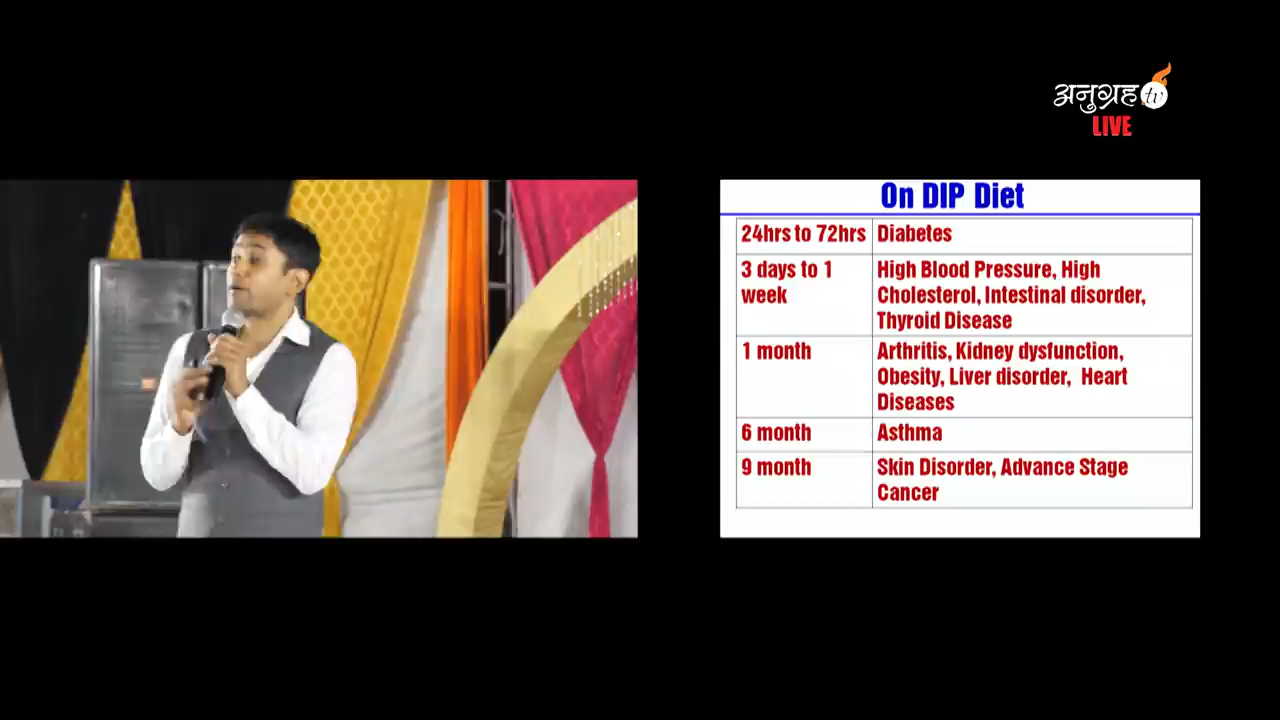 अनुग्रह tv
LIVE
On DIP Diet
24hrs to 72hrs
Diabetes
3 days to 1
week
High Blood Pressure, High
Cholesterol, Intestinal disorder,
Thyroid Disease
1 month
Arthritis, Kidney dysfunction,
Obesity, Liver disorder, Heart
Diseases
6 month
Asthma
9 month
Skin Disorder, Advance Stage
Cancer